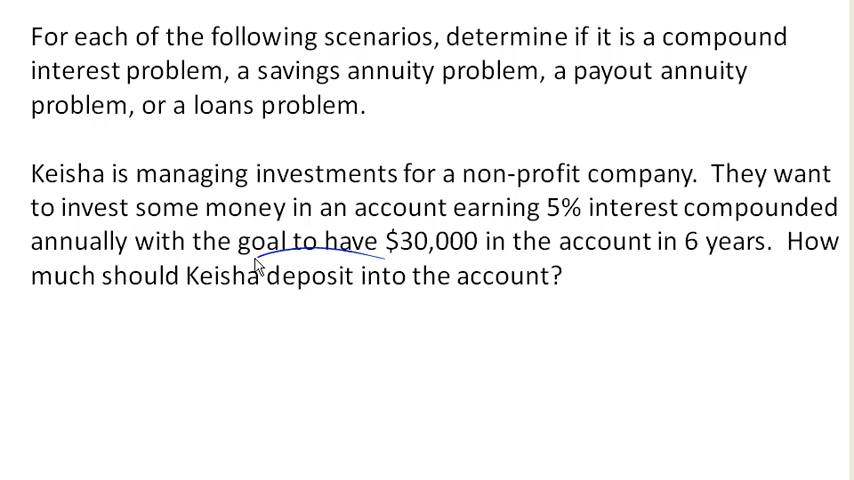 For each of the following scenarios, determine if it is a compound
interest problem, a savings annuity problem, a payout annuity
problem, or a loans problem.
Keisha is managing investments for a non-profit company. They want
to invest some money in an account earning 5% interest compounded
annually with the goal to have $30,000 in the account in 6 years. How
much should Keisha deposit into the account?